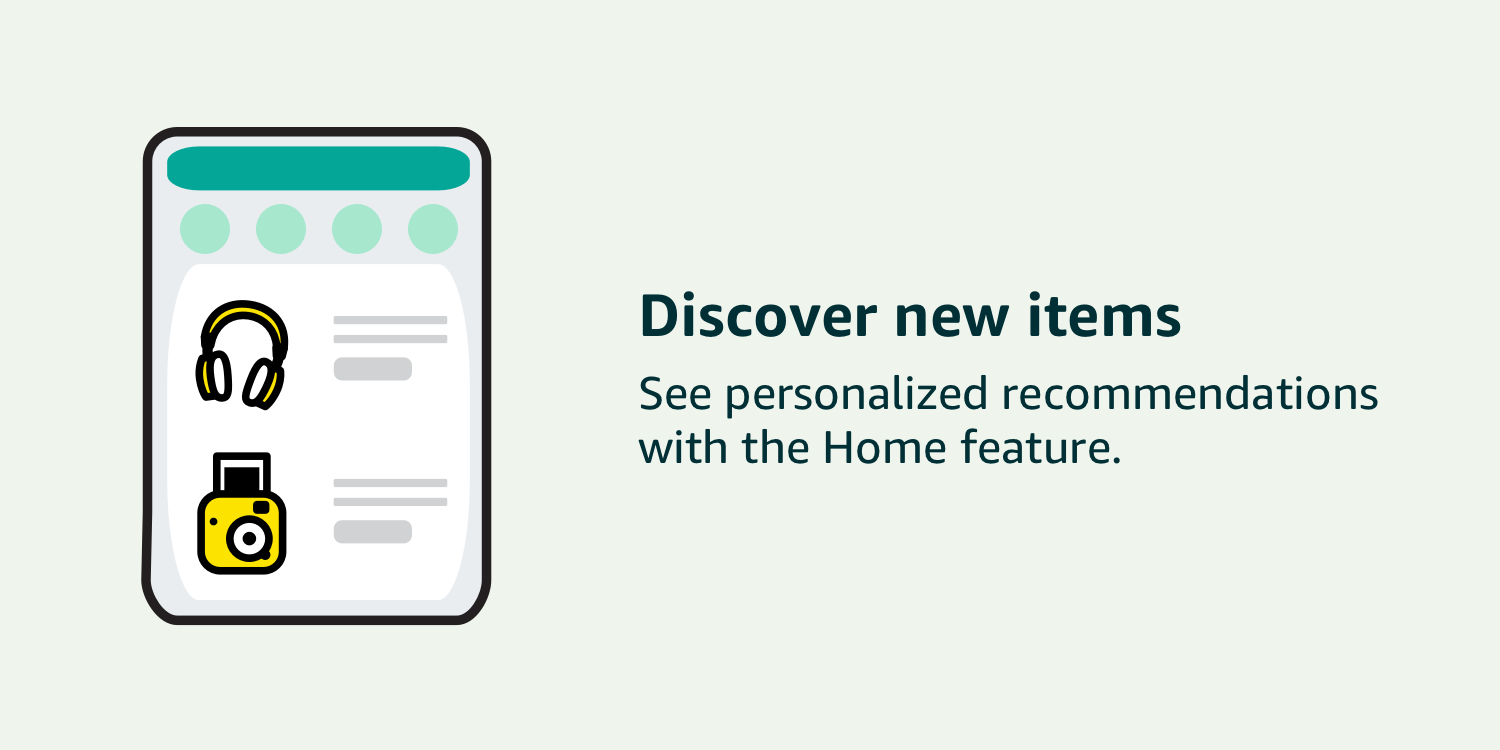 Discover new items
See personalized recommendations
with the Home feature.